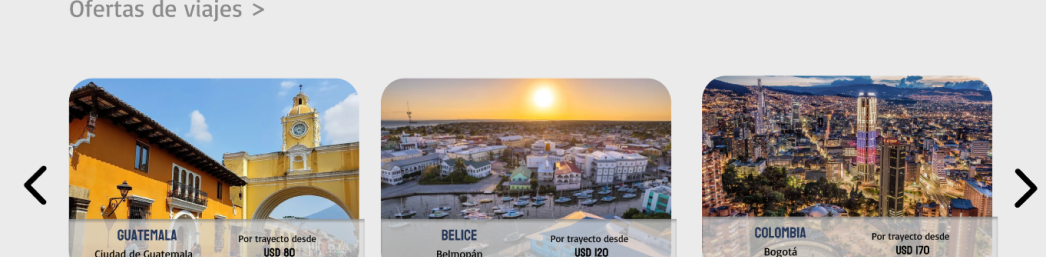 Ofertas de viajes >
GUATEMALA
Ciudad de Guatemala
Por trayecto desde
USD 80
BELICE
Belmopán
Por trayecto desde
USD 120
COLOMBIA
Bogotá
Por trayecto desde
USD 170